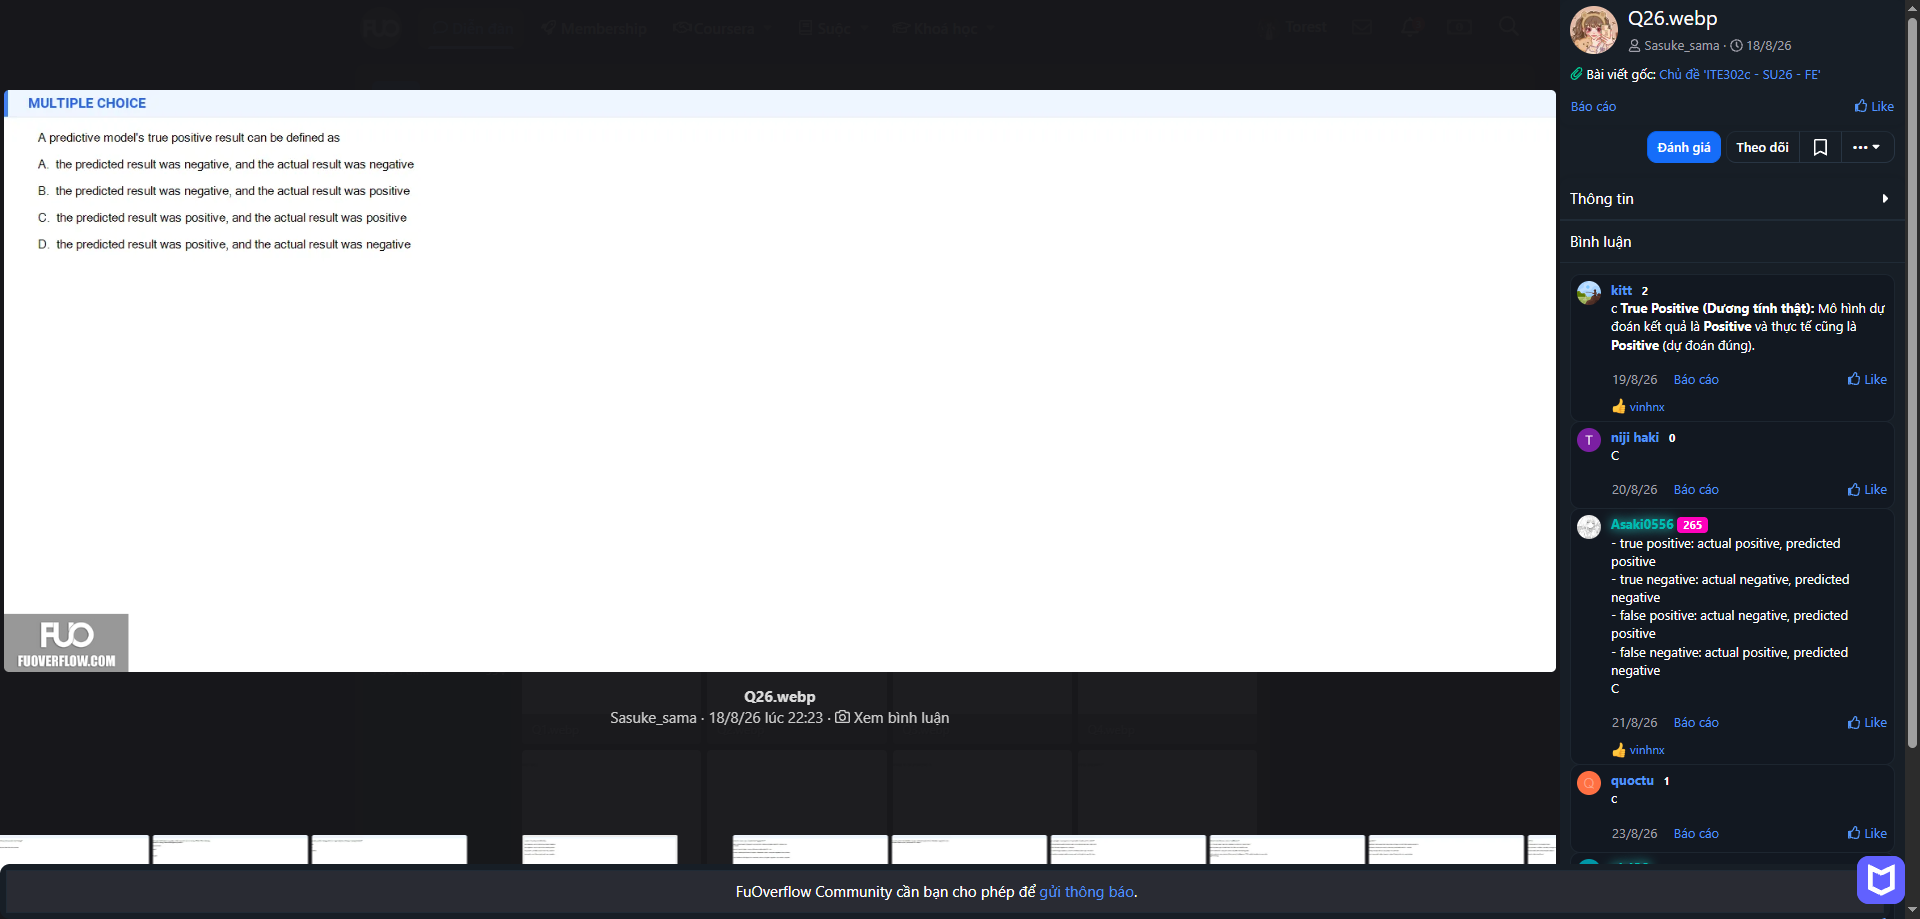 FUO
Membership
Coursera
Khoá học
Torest
MULTIPLE CHOICE
A predictive model's true positive result can be defined as
A. the predicted result was negative, and the actual result was negative
B. the predicted result was negative, and the actual result was positive
C. the predicted result was positive, and the actual result was positive
D. the predicted result was positive, and the actual result was negative
FUO
FUOVERFLOW.COM
Q26.webp
Sasuke_sama · 18/8/26 lúc 22:23 · Xem bình luận
FuOverflow Community cần bạn cho phép để gửi thông báo.
Q26.webp
Sasuke_sama · 18/8/26
Bài viết gốc: Chủ đề 'ITE302c - SU26 - FE'
Báo cáo
Like
Đánh giá
Theo dõi
Thông tin
Bình luận
kitt 2
c True Positive (Dương tính thật): Mô hình dự
đoán kết quả là Positive và thực tế cũng là
Positive (dự đoán đúng).
19/8/26 Báo cáo Like
vinhnx
T
niji haki 0
C
20/8/26 Báo cáo Like
Asaki0556 265
- true positive: actual positive, predicted
positive
- true negative: actual negative, predicted
negative
- false positive: actual negative, predicted
positive
- false negative: actual positive, predicted
negative
C
21/8/26 Báo cáo Like
vinhnx
Q
quoctu 1
c
23/8/26 Báo cáo Like